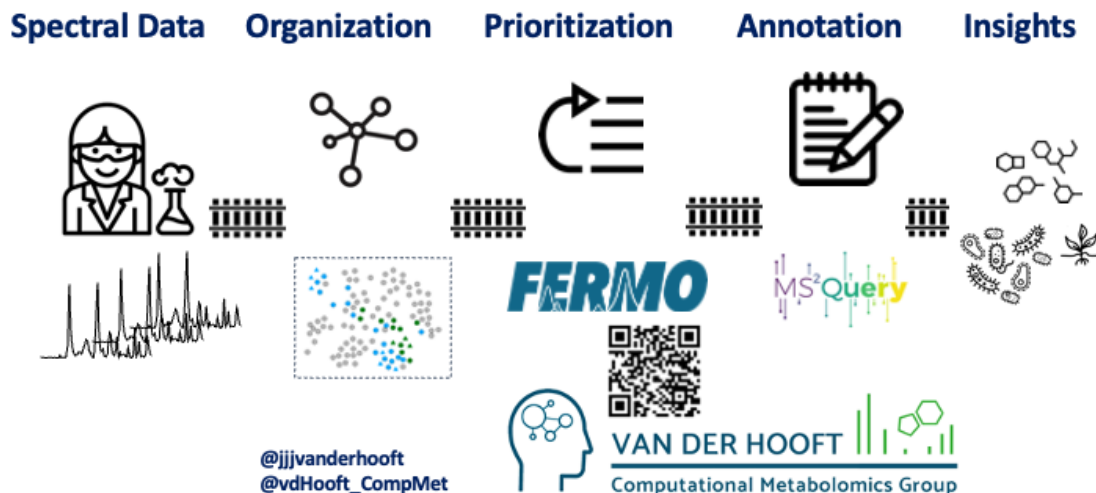 Spectral Data Organization Prioritization Annotation Insights
FERMO
MS²Query
VAN DER HOOFT
Computational Metabolomics Group
@jjjvanderhooft
@vdHooft_CompMet